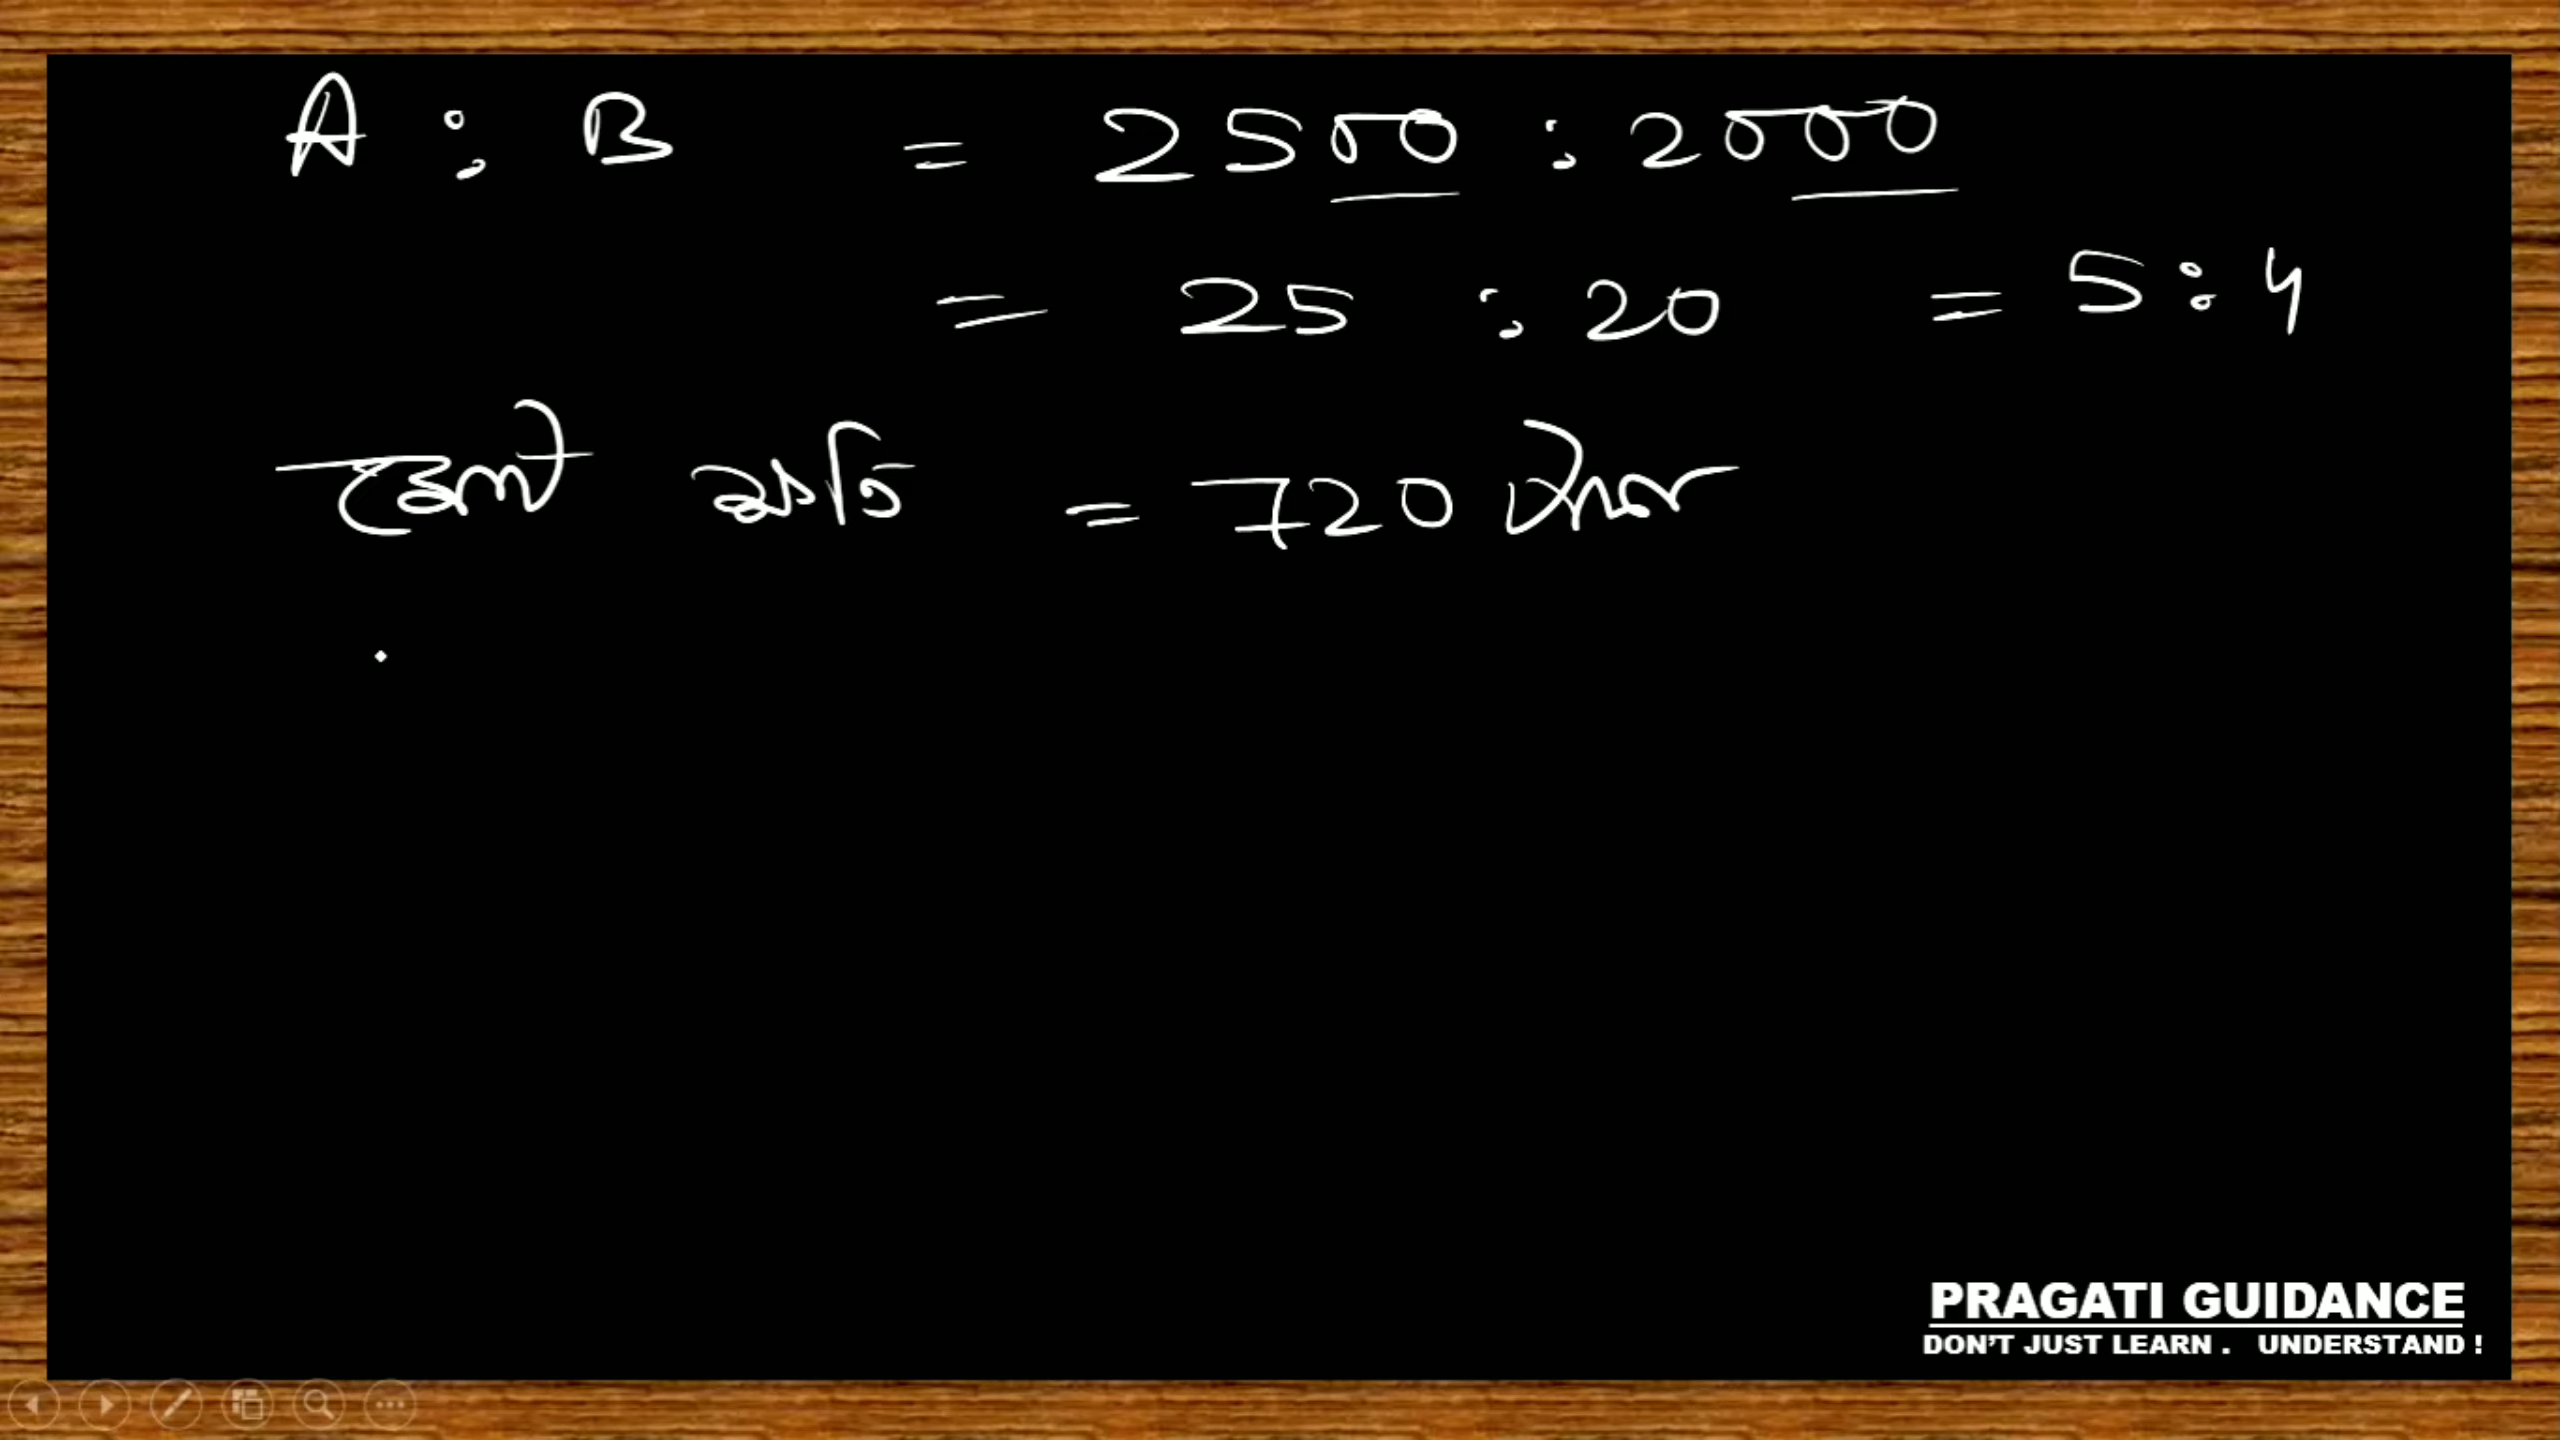 A : B = 2500 : 2000
= 25 : 20 = 5 : 4
মোট ক্ষতি = 720 টাকা
PRAGATI GUIDANCE
DON'T JUST LEARN . UNDERSTAND !